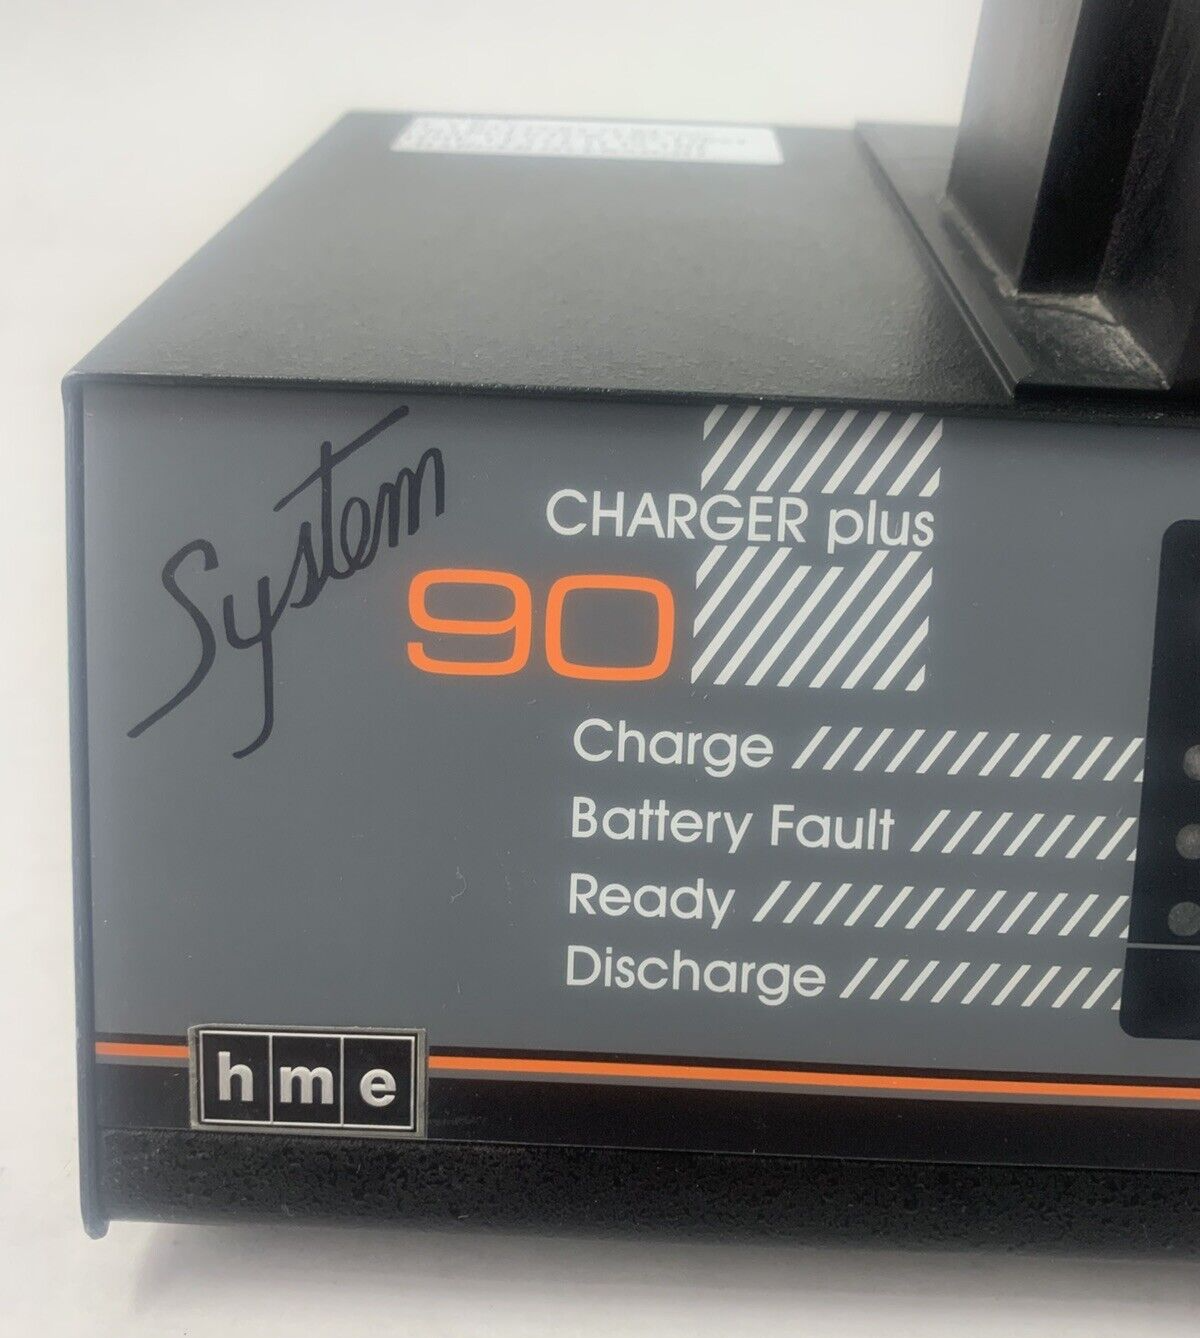 System
CHARGER plus
90
Charge
Battery Fault
Ready
Discharge
hme